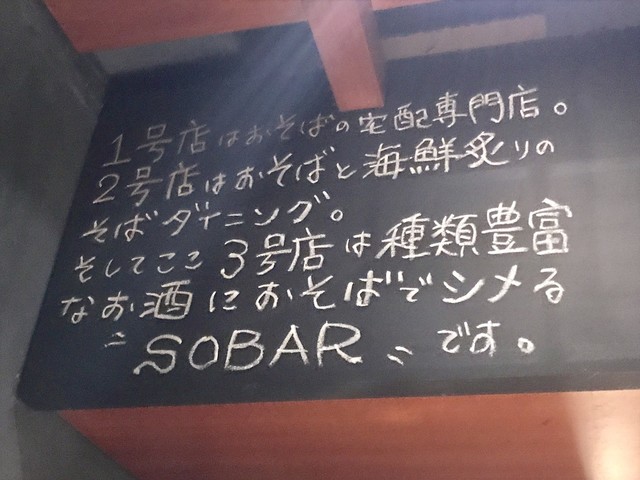 1号店はおそばの宅配専門店。
2号店はおそばと海鮮炙りの
そばダイニング。
そしてここ3号店は種類豊富
なお酒におそばでシメる
〝SOBAR〟です。